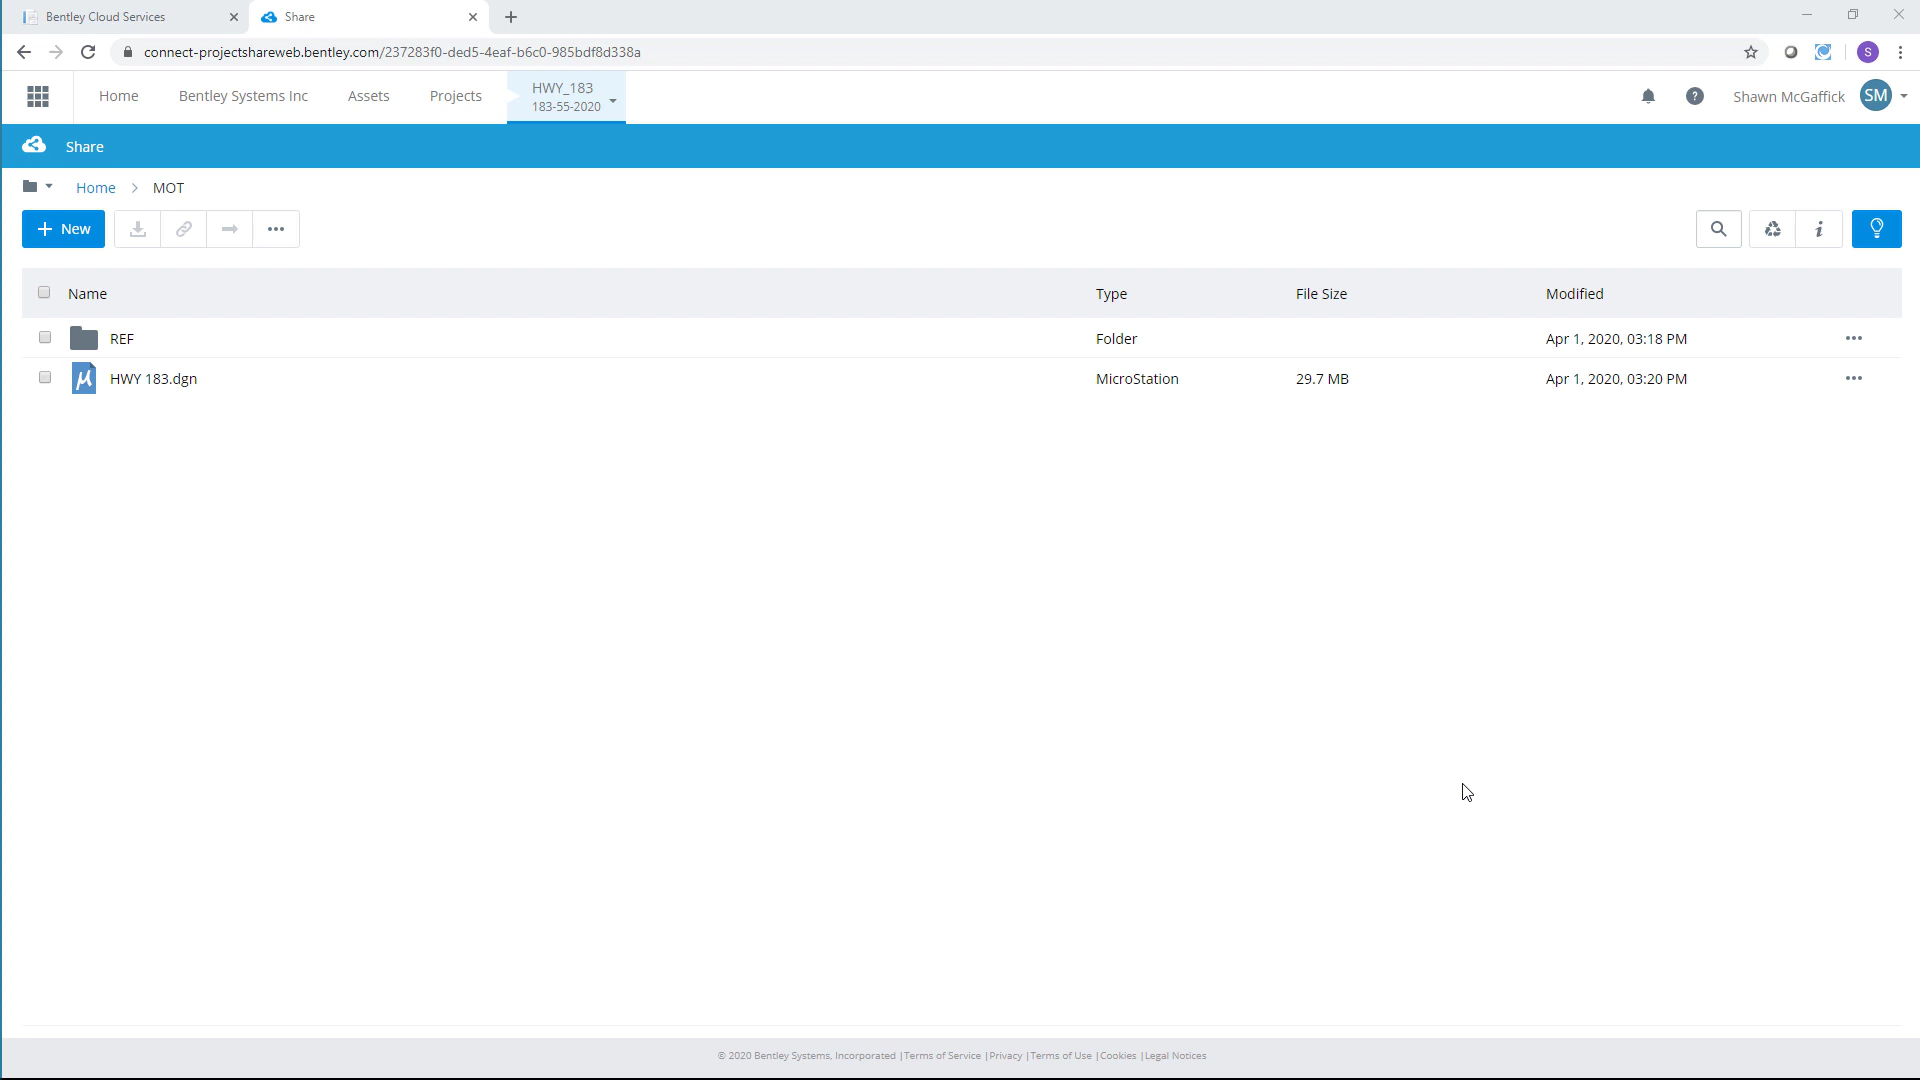 Bentley Cloud Services
Share
connect-projectshareweb.bentley.com/237283f0-ded5-4eaf-b6c0-985bdf8d338a
S
Home
Bentley Systems Inc
Assets
Projects
HWY_183
183-55-2020
Shawn McGaffick
SM
Share
Home > MOT
+ New
Name Type File Size Modified
REF Folder Apr 1, 2020, 03:18 PM
HWY 183.dgn MicroStation 29.7 MB Apr 1, 2020, 03:20 PM
© 2020 Bentley Systems, Incorporated |Terms of Service |Privacy |Terms of Use |Cookies |Legal Notices